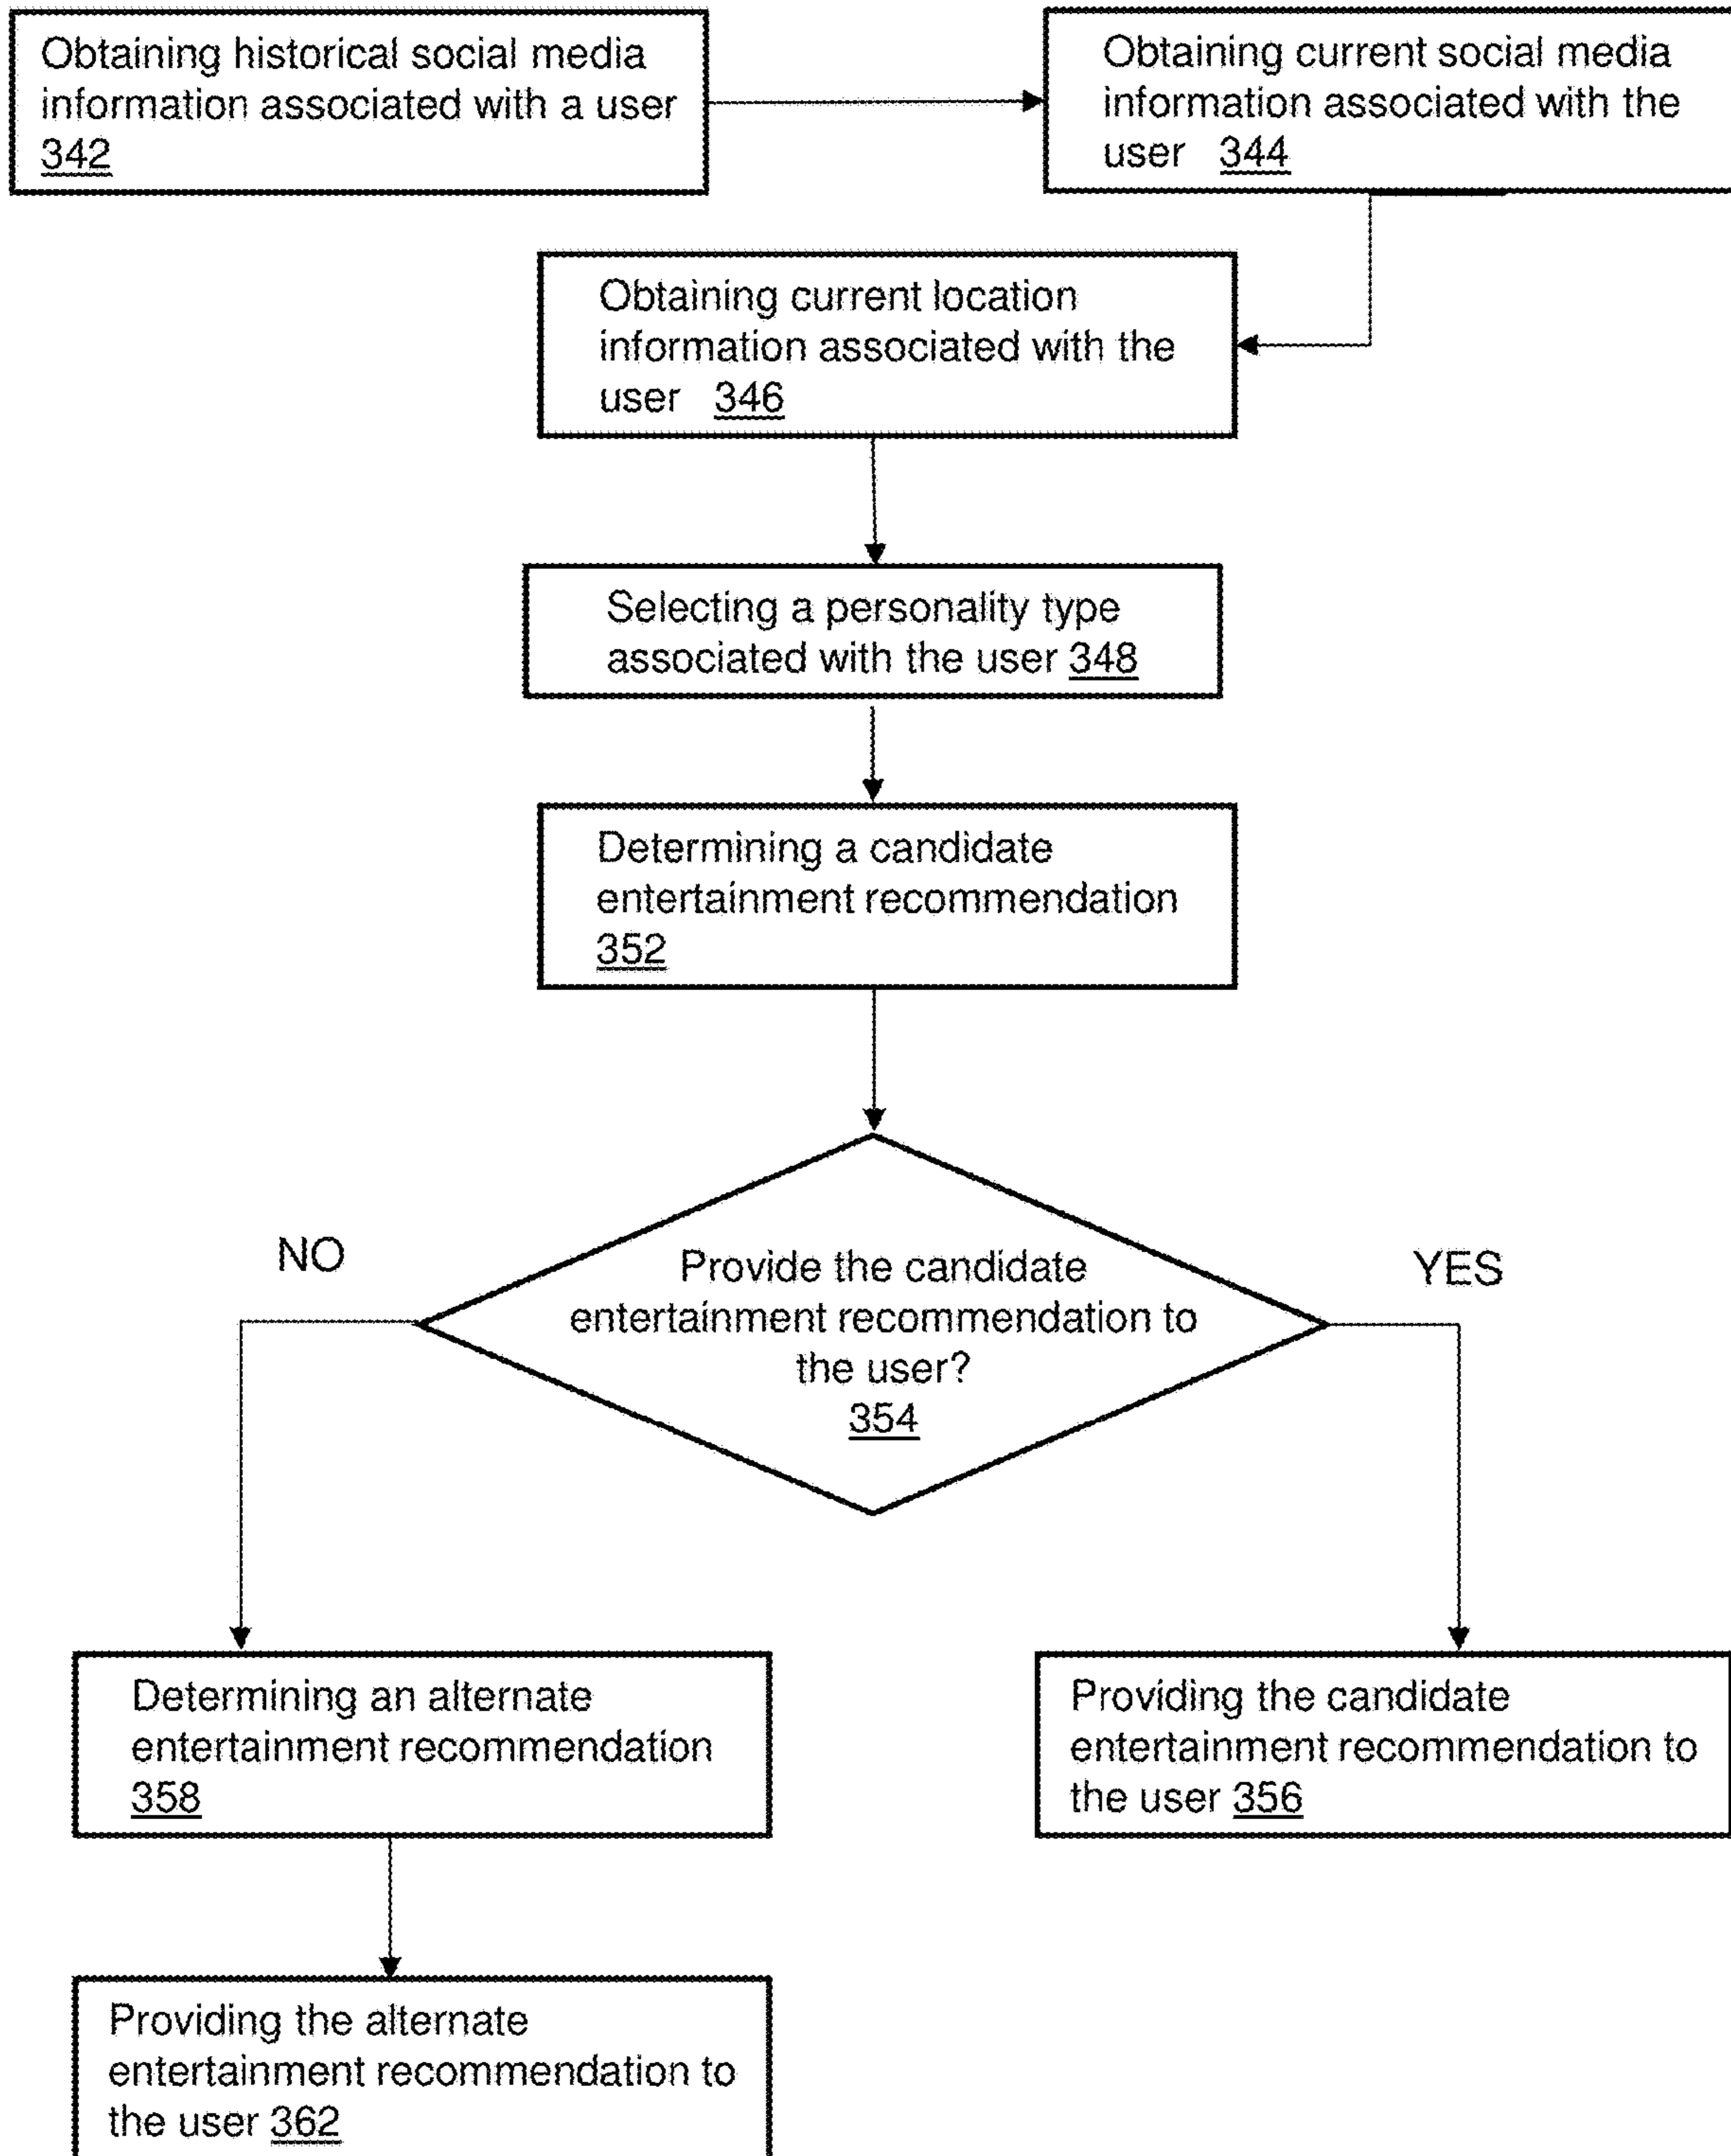 Obtaining historical social media
information associated with a user
342
Obtaining current social media
information associated with the
user 344
Obtaining current location
information associated with the
user 346
Selecting a personality type
associated with the user 348
Determining a candidate
entertainment recommendation
352
Provide the candidate
entertainment recommendation to
the user?
354
NO
YES
Determining an alternate
entertainment recommendation
358
Providing the candidate
entertainment recommendation to
the user 356
Providing the alternate
entertainment recommendation to
the user 362